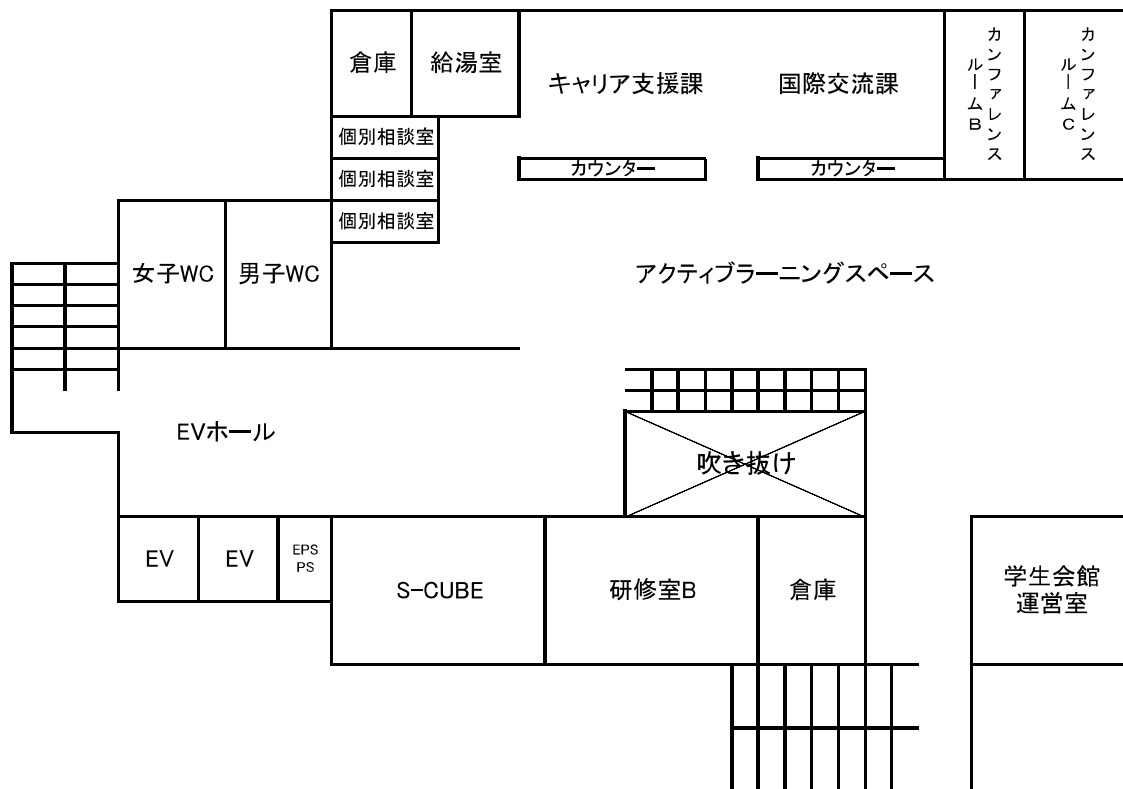 倉庫
給湯室
キャリア支援課
国際交流課
カンファレンス
ルームB
カンファレンス
ルームC
個別相談室
カウンター
カウンター
個別相談室
個別相談室
女子WC
男子WC
アクティブラーニングスペース
EVホール
吹き抜け
EV
EV
EPS
PS
S-CUBE
研修室B
倉庫
学生会館
運営室